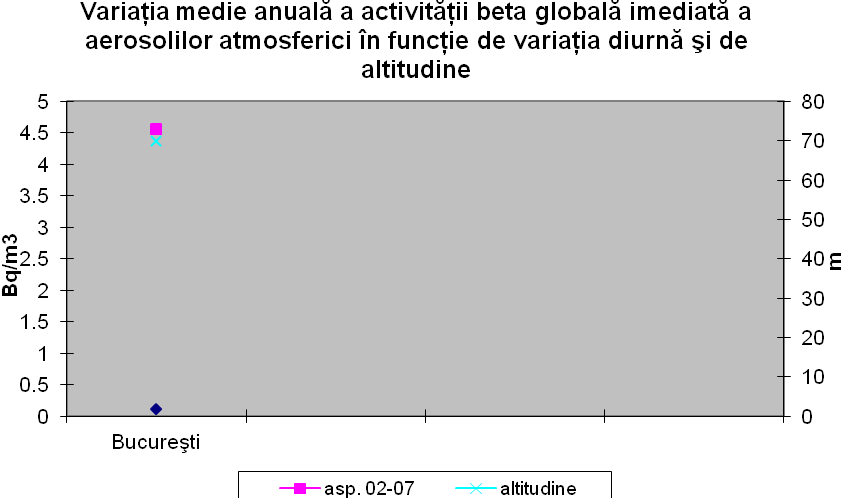 Variația medie anuală a activității beta globală imediată a
aerosolilor atmosferici în funcție de variația diurnă şi de
altitudine
5
4.5
4
3.5
3
2.5
2
1.5
1
0.5
0
Bq/m3
80
70
60
50
40
30
20
10
0
m
Bucureşti
asp. 02-07
altitudine